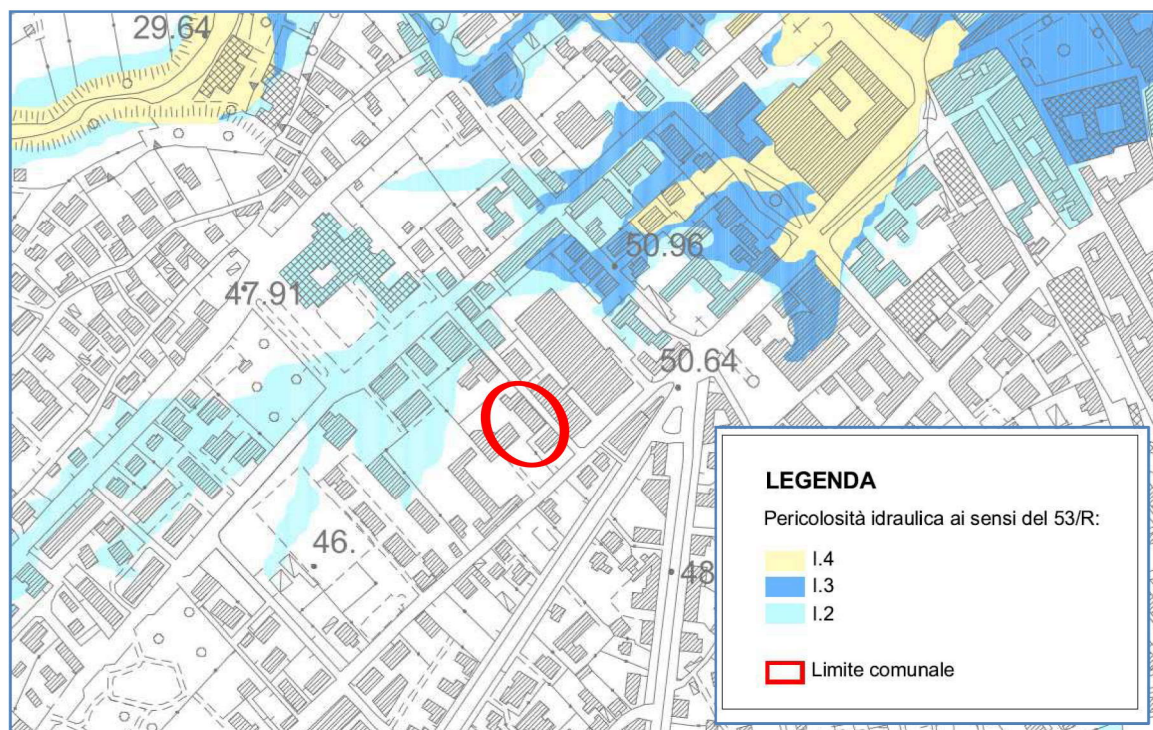 29.64
50.96
47.91
50.64
46.
48
LEGENDA
Pericolosità idraulica ai sensi del 53/R:
I.4
I.3
I.2
Limite comunale